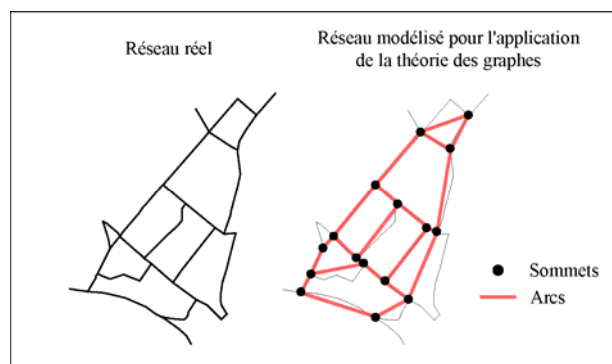 Réseau réel
Réseau modélisé pour l'application
de la théorie des graphes
Sommets
Arcs